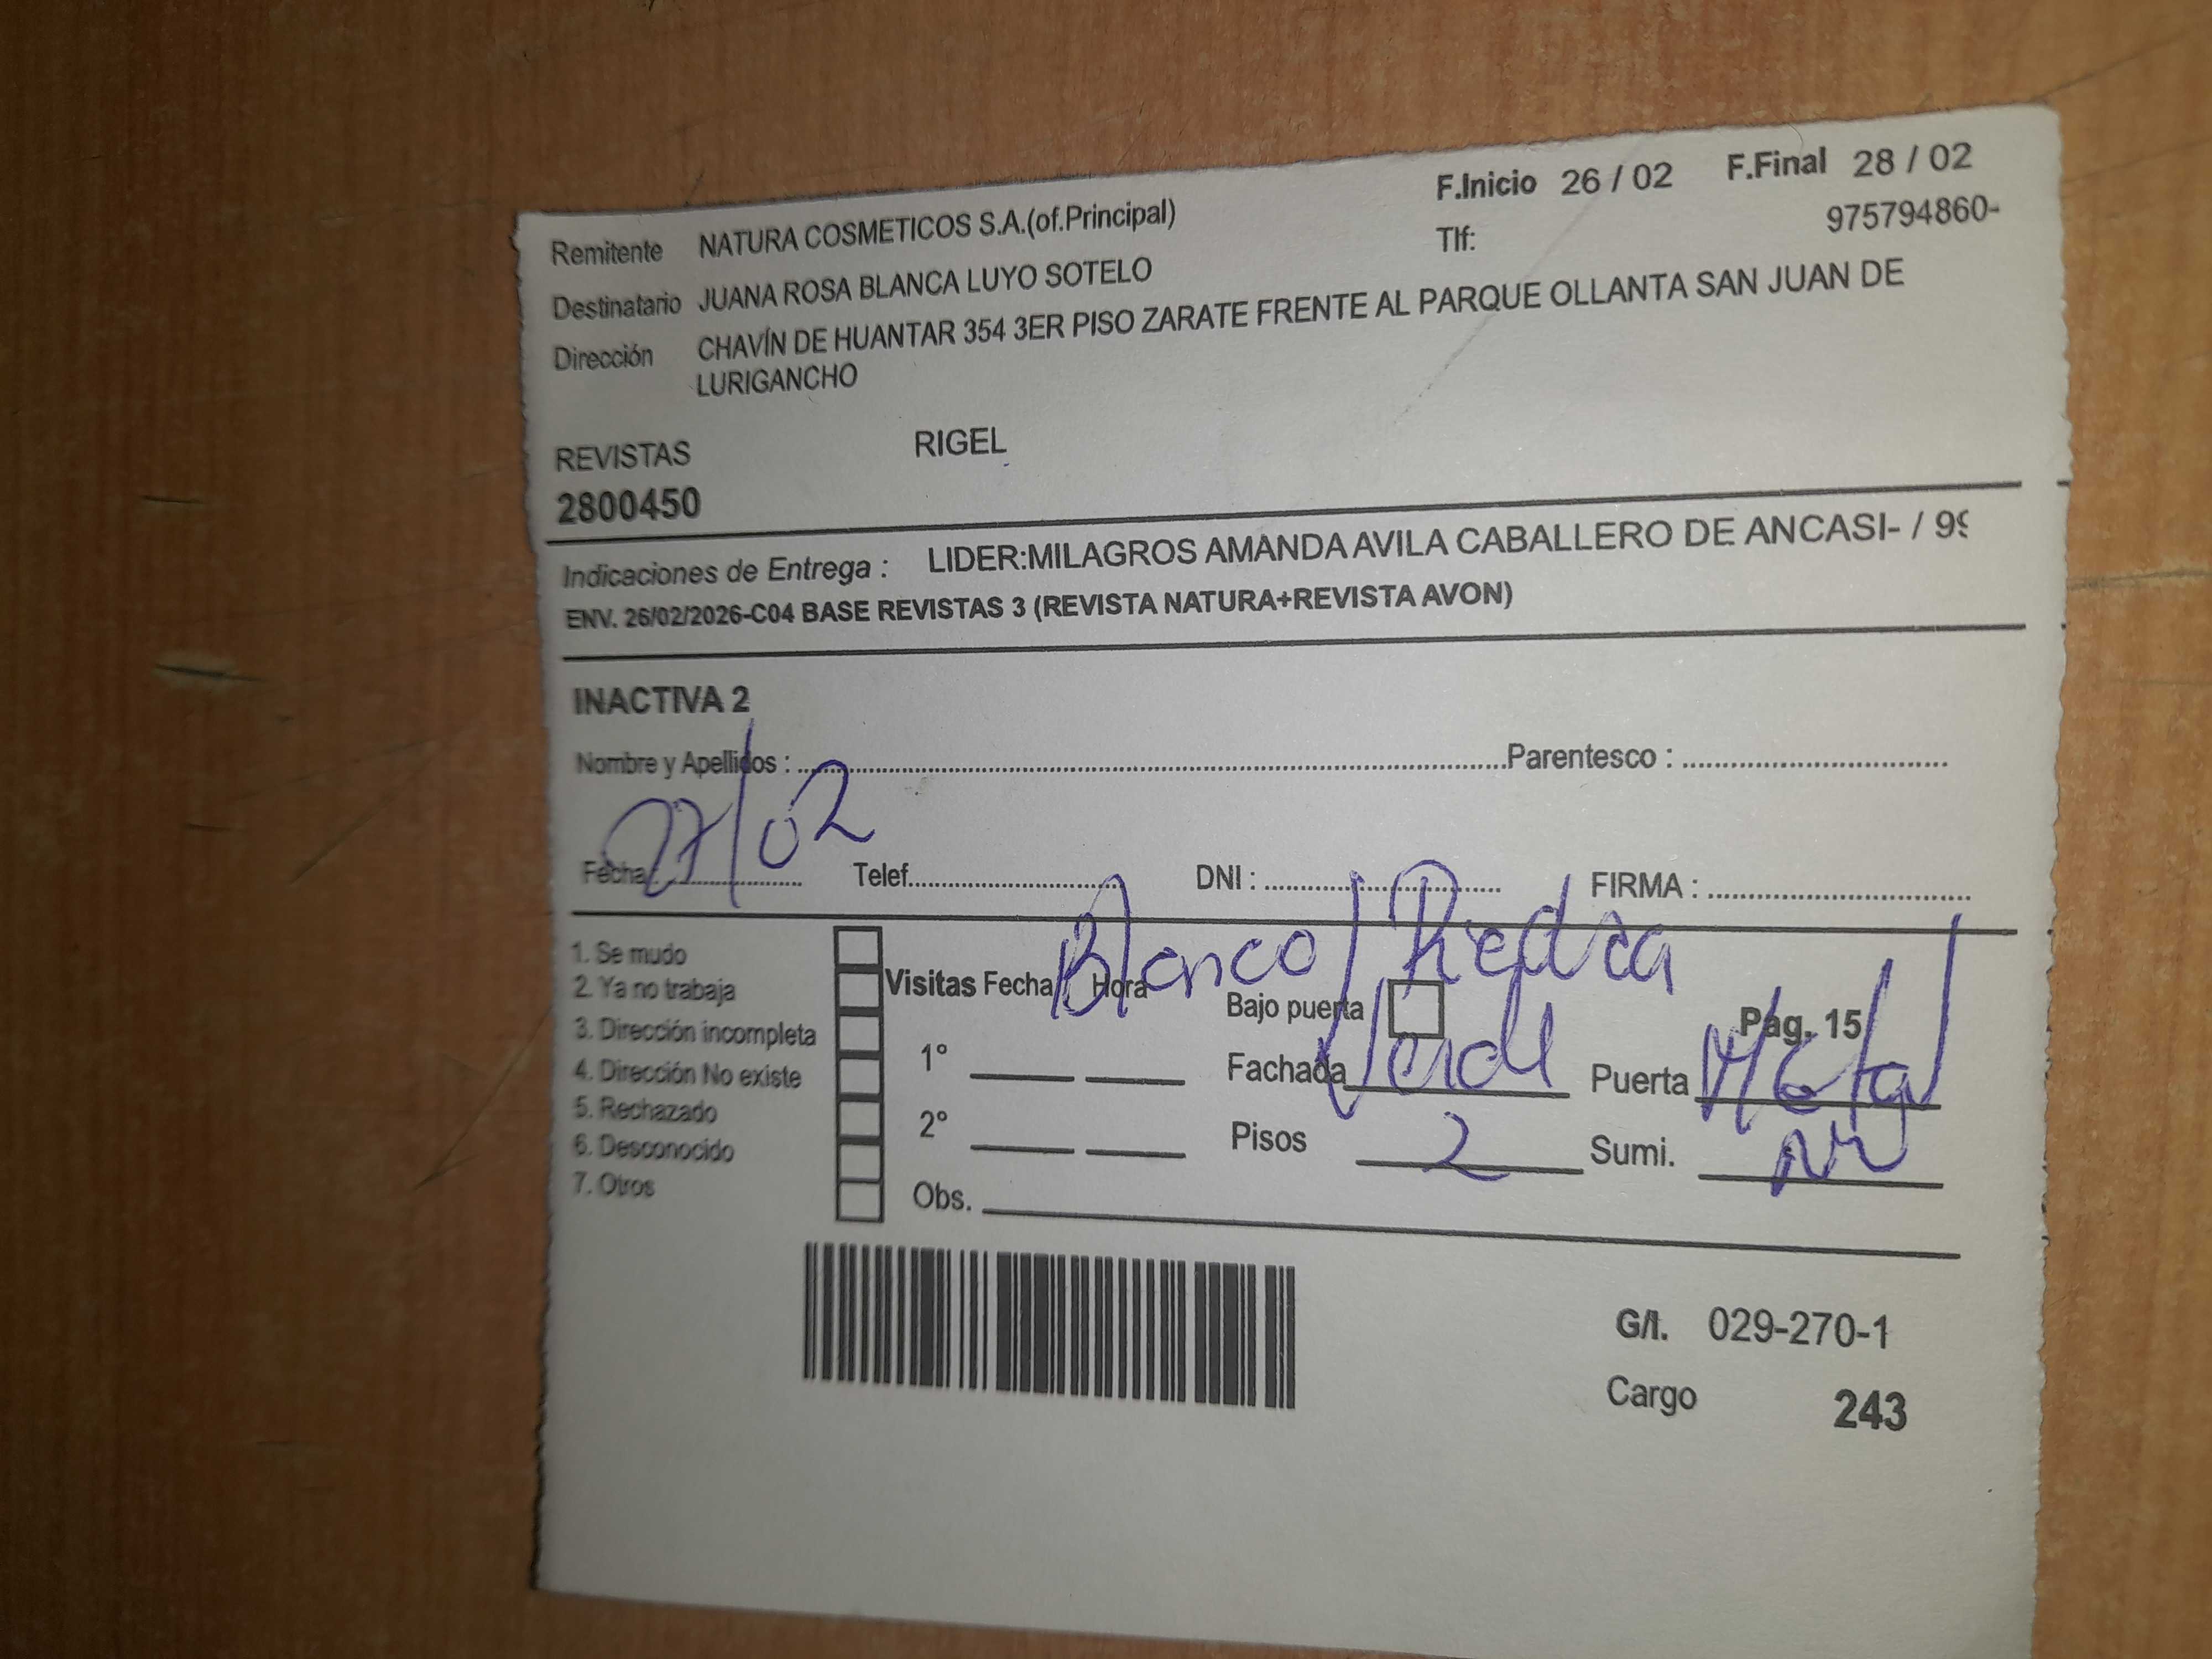 F.Inicio 26 / 02 F.Final 28 / 02
Remitente NATURA COSMETICOS S.A.(of.Principal) Tlf: 975794860-
Destinatario JUANA ROSA BLANCA LUYO SOTELO
Dirección CHAVÍN DE HUANTAR 354 3ER PISO ZARATE FRENTE AL PARQUE OLLANTA SAN JUAN DE
LURIGANCHO
REVISTAS RIGEL
2800450
Indicaciones de Entrega : LIDER:MILAGROS AMANDA AVILA CABALLERO DE ANCASI- / 99
ENV. 26/02/2026-C04 BASE REVISTAS 3 (REVISTA NATURA+REVISTA AVON)
INACTIVA 2
Nombre y Apellidos : Parentesco :
27/02
Fecha Telef. DNI : FIRMA :
Blanco / Piedra
1. Se mudo
2. Ya no trabaja
3. Dirección incompleta
4. Dirección No existe
5. Rechazado
6. Desconocido
7. Otros
Visitas Fecha / Hora
1°
2°
Obs.
Bajo puerta Pag. 15
Fachada Verde Puerta Metal
Pisos 2 Sumi.
G/I. 029-270-1
Cargo 243